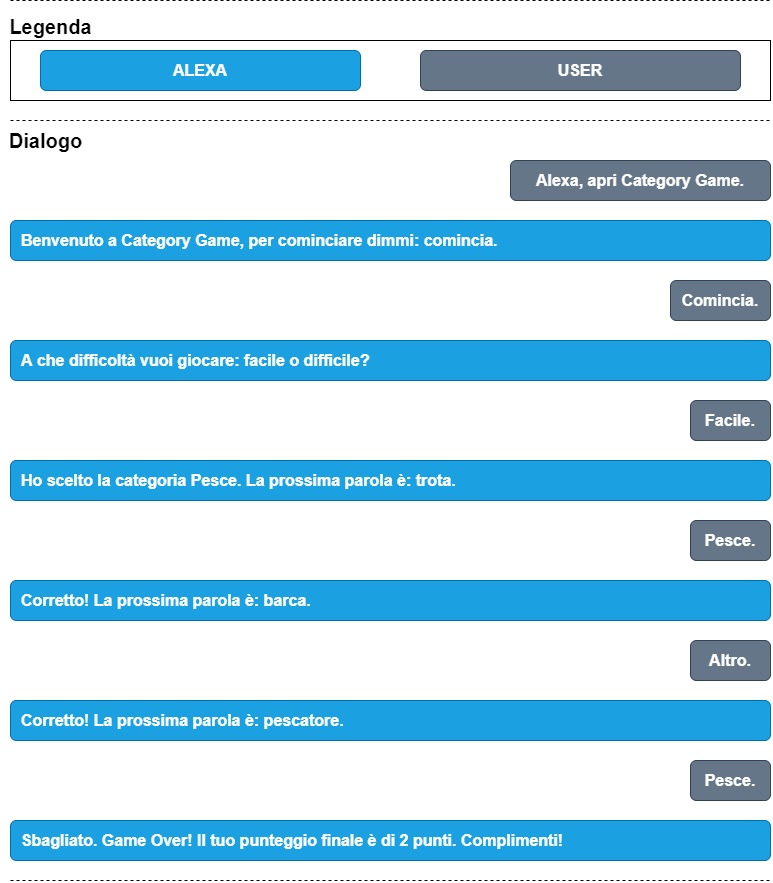 Legenda
ALEXA
USER
Dialogo
Alexa, apri Category Game.
Benvenuto a Category Game, per cominciare dimmi: comincia.
Comincia.
A che difficoltà vuoi giocare: facile o difficile?
Facile.
Ho scelto la categoria Pesce. La prossima parola è: trota.
Pesce.
Corretto! La prossima parola è: barca.
Altro.
Corretto! La prossima parola è: pescatore.
Pesce.
Sbagliato. Game Over! Il tuo punteggio finale è di 2 punti. Complimenti!